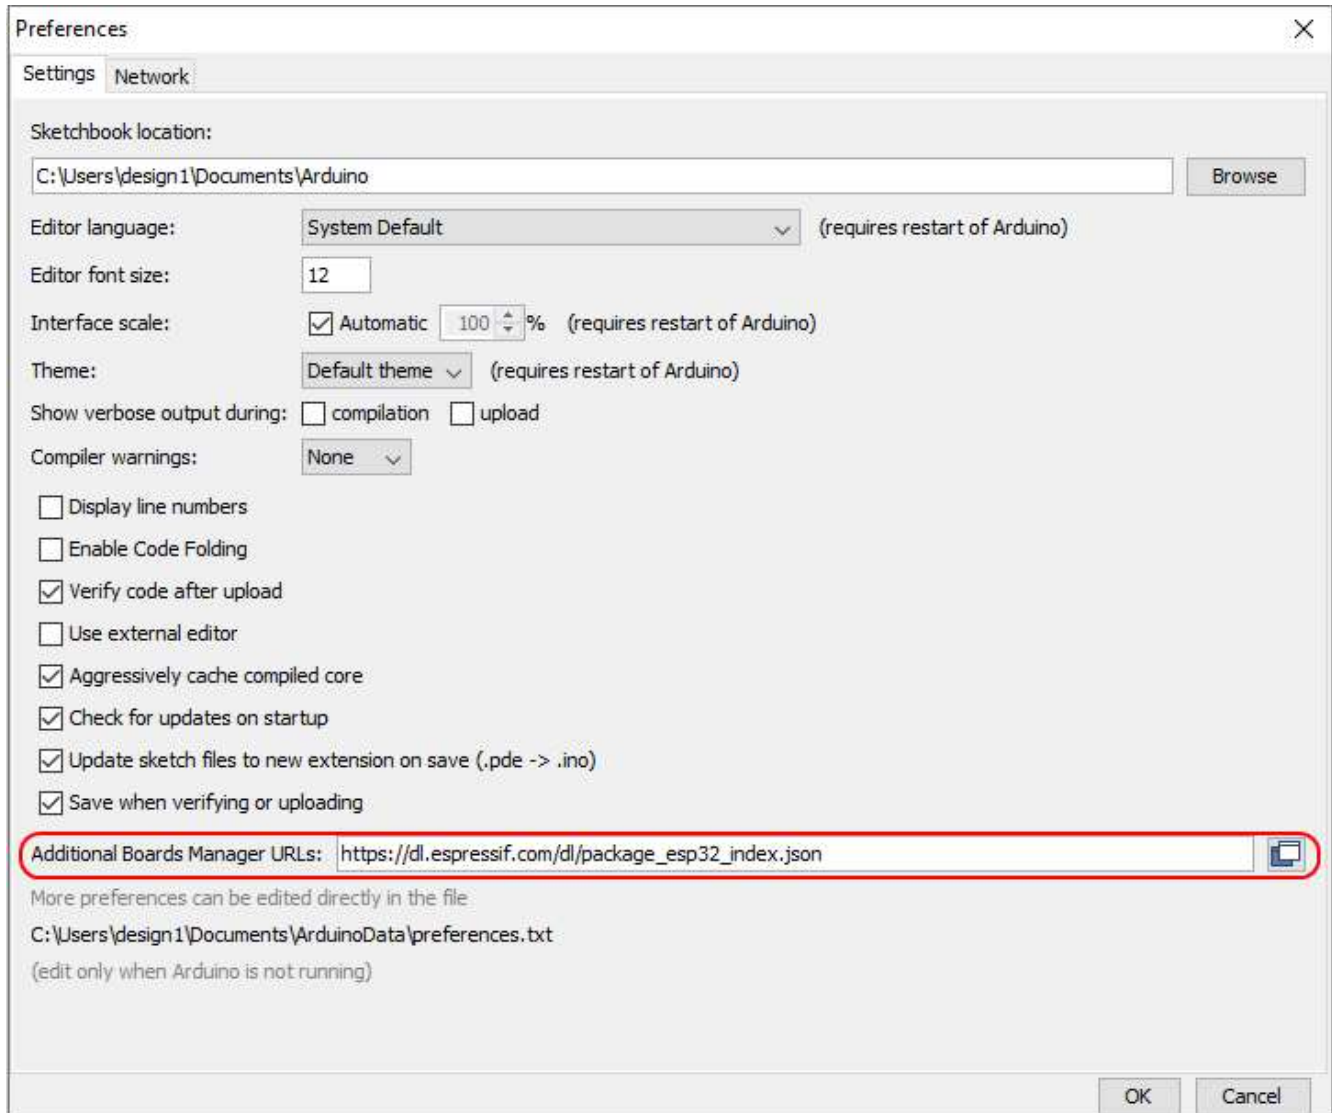 Preferences
Settings Network
Sketchbook location:
C:\Users\design1\Documents\Arduino Browse
Editor language: System Default (requires restart of Arduino)
Editor font size: 12
Interface scale: Automatic 100 % (requires restart of Arduino)
Theme: Default theme (requires restart of Arduino)
Show verbose output during: compilation upload
Compiler warnings: None
Display line numbers
Enable Code Folding
Verify code after upload
Use external editor
Aggressively cache compiled core
Check for updates on startup
Update sketch files to new extension on save (.pde -> .ino)
Save when verifying or uploading
Additional Boards Manager URLs: https://dl.espressif.com/dl/package_esp32_index.json
More preferences can be edited directly in the file
C:\Users\design1\Documents\ArduinoData\preferences.txt
(edit only when Arduino is not running)
OK Cancel